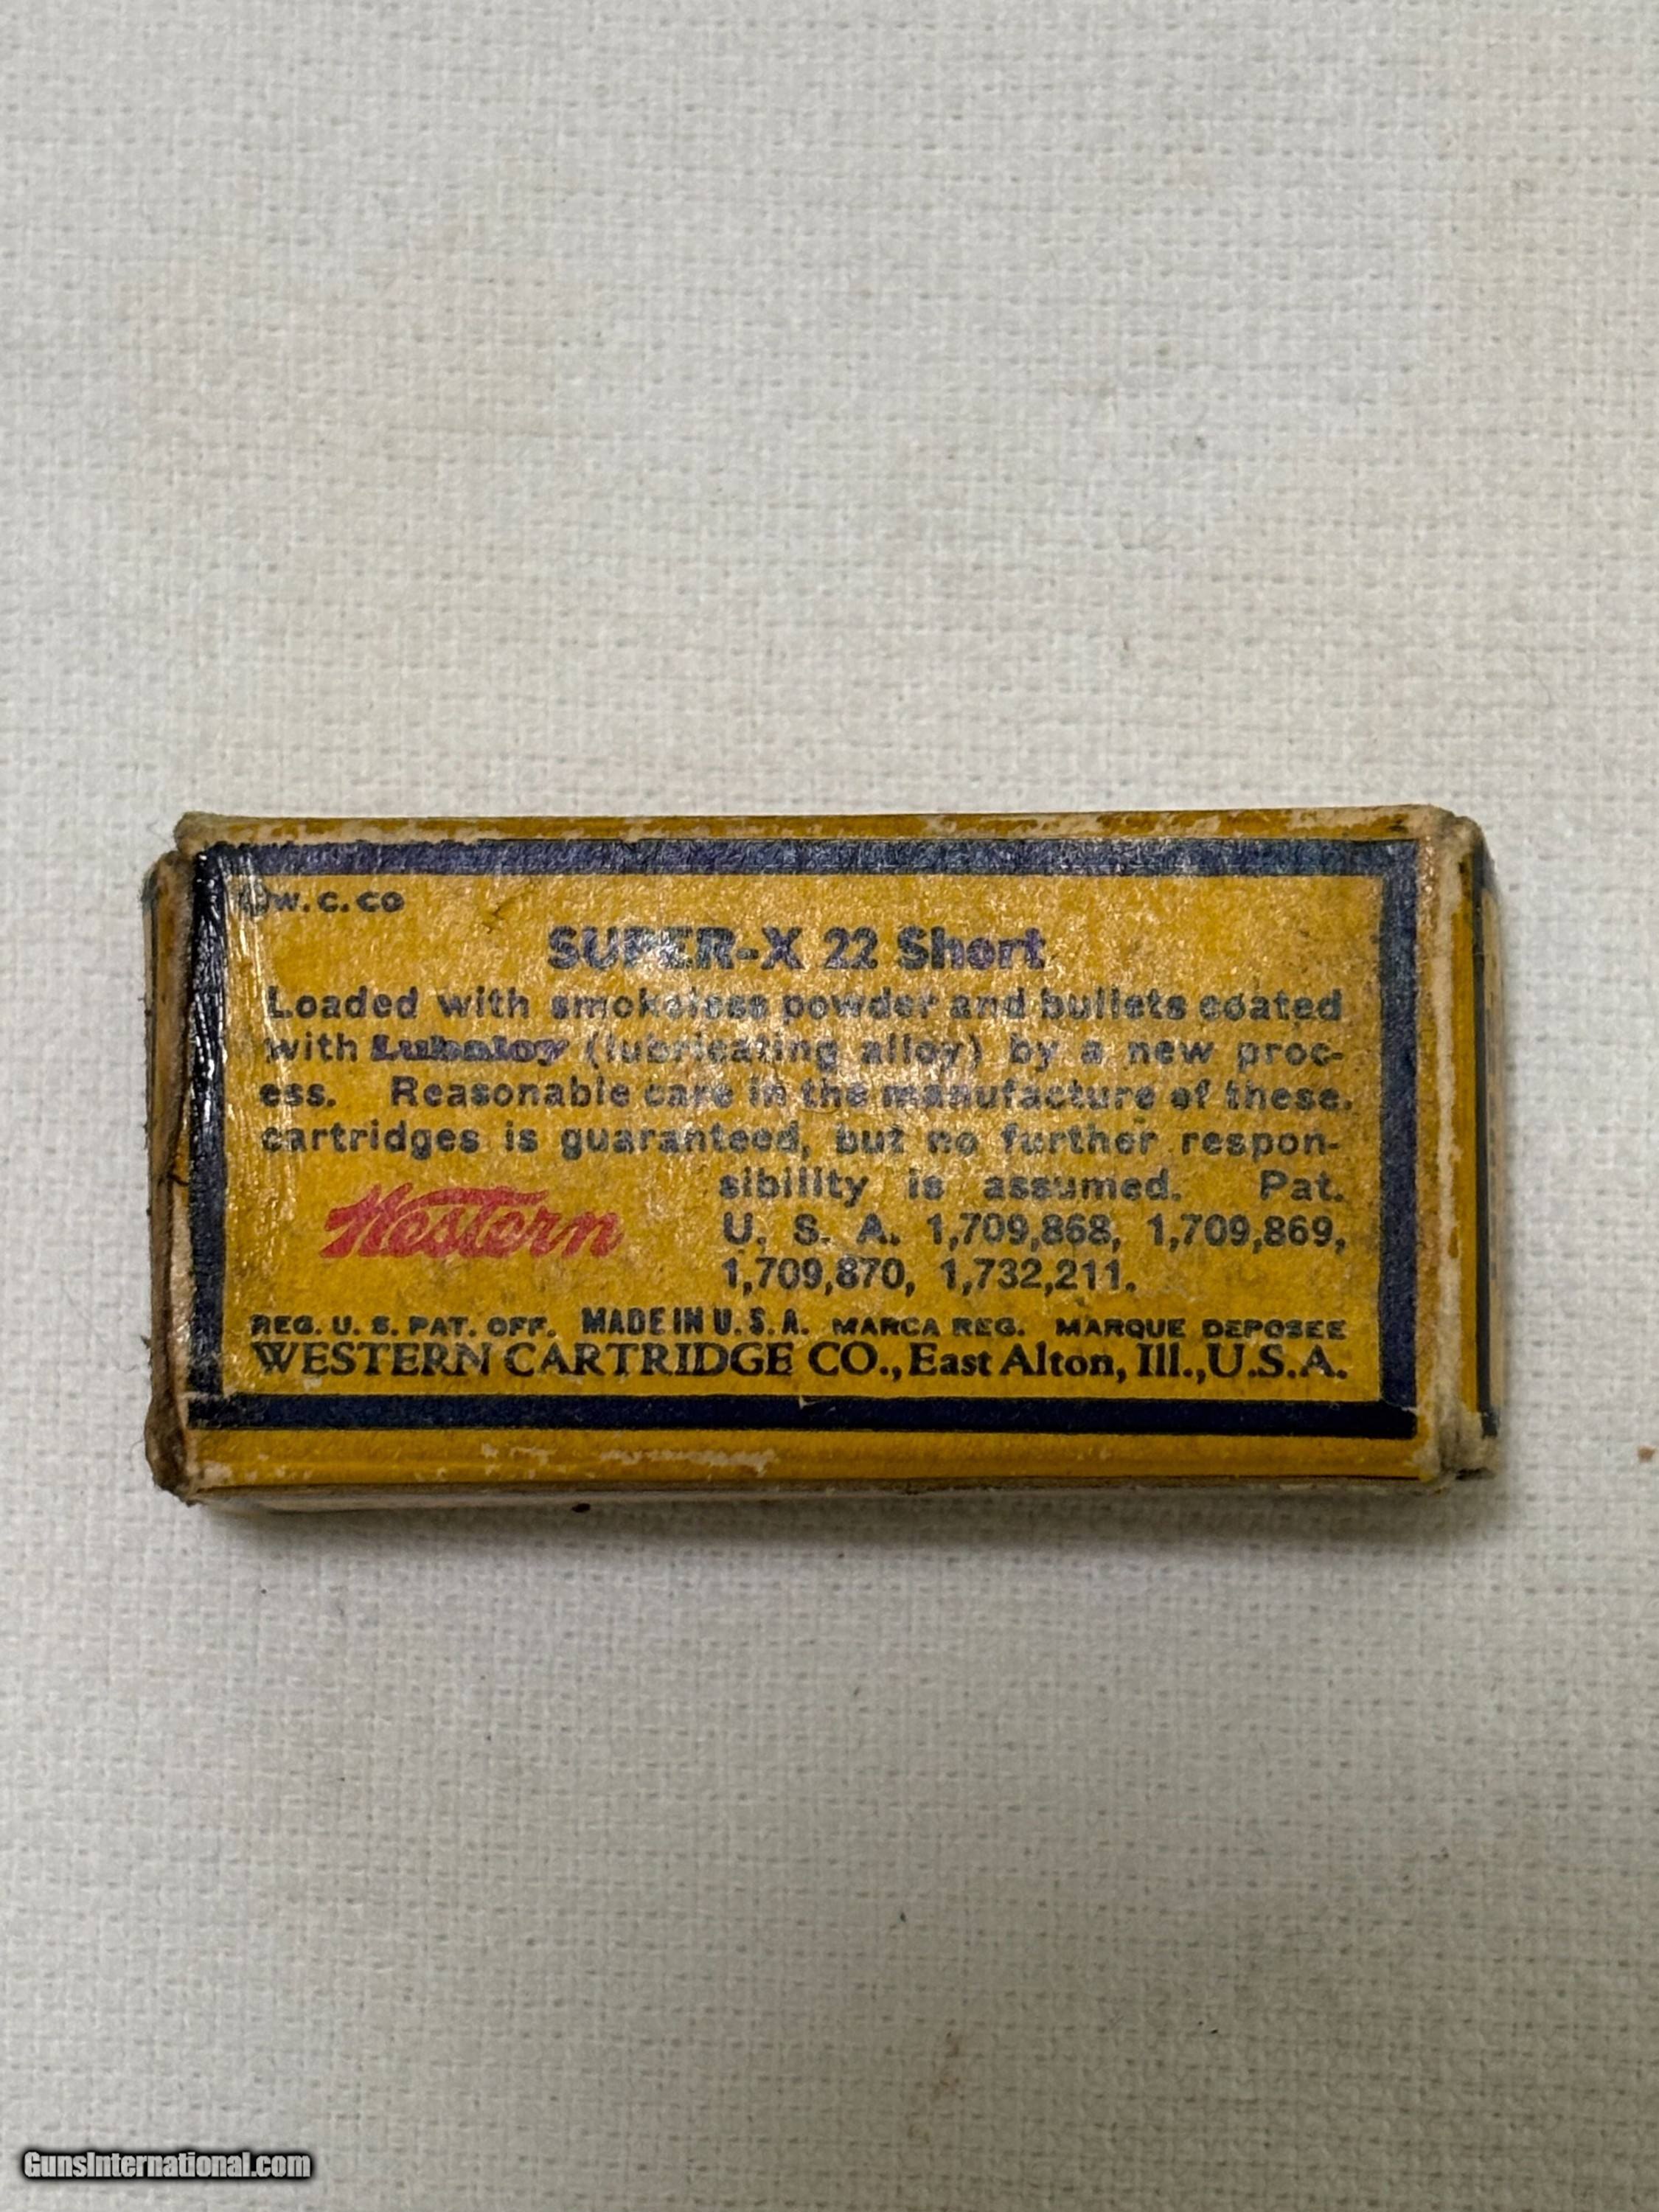 ©W.C.CO
SUPER-X 22 Short
Loaded with smokeless powder and bullets coated
with Lubaloy (lubricating alloy) by a new proc-
ess. Reasonable care in the manufacture of these
cartridges is guaranteed, but no further respon-
sibility is assumed. Pat.
Western
U. S. A. 1,709,868, 1,709,869,
1,709,870, 1,732,211.
REG. U. S. PAT. OFF. MADE IN U.S.A. MARCA REG. MARQUE DEPOSEE
WESTERN CARTRIDGE CO., East Alton, Ill., U.S.A.
GunsInternational.com